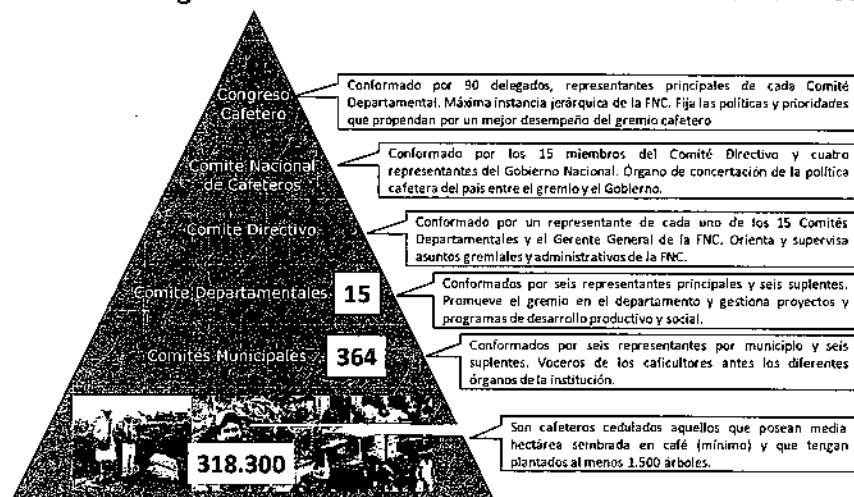 Congreso
Cafetero
Conformado por 90 delegados, representantes principales de cada Comité
Departamental. Máxima instancia jerárquica de la FNC. Fija las políticas y prioridades
que propendan por un mejor desempeño del gremio cafetero
Comité Nacional
de Cafeteros
Conformado por los 15 miembros del Comité Directivo y cuatro
representantes del Gobierno Nacional. Órgano de concertación de la política
cafetera del país entre el gremio y el Gobierno.
Comité Directivo
Conformado por un representante de cada uno de los 15 Comités
Departamentales y el Gerente General de la FNC. Orienta y supervisa
asuntos gremiales y administrativos de la FNC.
Comité Departamentales 15
Conformados por seis representantes principales y seis suplentes.
Promueve el gremio en el departamento y gestiona proyectos y
programas de desarrollo productivo y social.
Comités Municipales 364
Conformados por seis representantes por municipio y seis
suplentes. Voceros de los caficultores antes los diferentes
órganos de la institución.
318.300
Son cafeteros cedulados aquellos que posean media
hectárea sembrada en café (mínimo) y que tengan
plantados al menos 1.500 árboles.